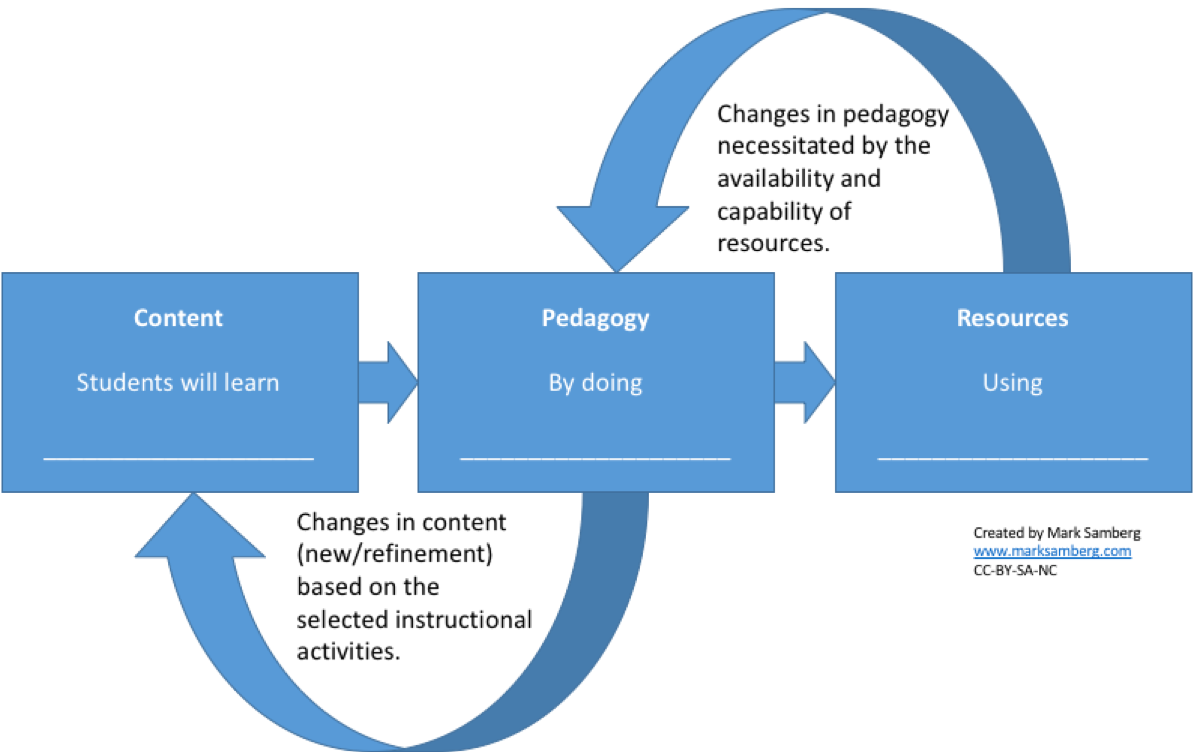 Changes in pedagogy
necessitated by the
availability and
capability of
resources.
Content
Students will learn
____________________
Pedagogy
By doing
____________________
Resources
Using
____________________
Changes in content
(new/refinement)
based on the
selected instructional
activities.
Created by Mark Samberg
www.marksamberg.com
CC-BY-SA-NC